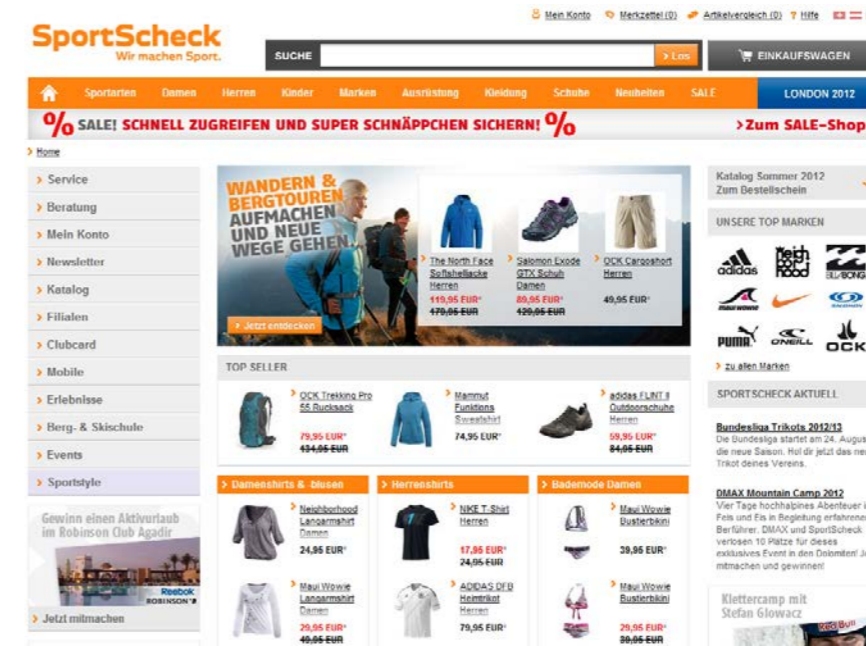 Mein Konto
Merkzettel (0)
Artikelvergleich (0)
? Hilfe
SportScheck
Wir machen Sport.
SUCHE
Los
EINKAUFSWAGEN
Sportarten
Damen
Herren
Kinder
Marken
Ausrüstung
Kleidung
Schuhe
Neuheiten
SALE
LONDON 2012
% SALE! SCHNELL ZUGREIFEN UND SUPER SCHNÄPPCHEN SICHERN! %
>Zum SALE-Shop
Home
Service
Beratung
Mein Konto
Newsletter
Katalog
Filialen
Clubcard
Mobile
Erlebnisse
Berg- & Skischule
Events
Sportstyle
Gewinn einen Aktivurlaub
im Robinson Club Agadir
Reebok
ROBINSON
Jetzt mitmachen
WANDERN &
BERGTOUREN
AUFMACHEN
UND NEUE
WEGE GEHEN.
Jetzt entdecken
The North Face
Softshelljacke
Herren
119,95 EUR*
179,95 EUR
Salomon Exode
GTX Schuh
Damen
89,95 EUR*
129,95 EUR
OCK Cargoshort
Herren
49,95 EUR*
TOP SELLER
OCK Trekking Pro
55 Rucksack
79,95 EUR*
134,95 EUR
Mammut
Funktions
Sweatshirt
74,95 EUR*
adidas FLINT II
Outdoorschuhe
Herren
59,95 EUR*
84,95 EUR
Damenshirts & -blusen
Neighborhood
Langarmshirt
Damen
24,95 EUR*
Maui Wowie
Langarmshirt
Damen
29,95 EUR*
49,95 EUR
Herrenshirts
NIKE T-Shirt
Herren
17,95 EUR*
24,95 EUR
ADIDAS DFB
Heimtrikot
Herren
79,95 EUR*
Bademode Damen
Maui Wowie
Bustierbikini
39,95 EUR*
Maui Wowie
Bustierbikini
29,95 EUR*
39,95 EUR
Katalog Sommer 2012
Zum Bestellschein
UNSERE TOP MARKEN
adidas
BILLABONG
MAUI WOWIE
SALOMON
PUMA
O'NEILL
OCK
zu allen Marken
SPORTSCHECK AKTUELL
Bundesliga Trikots 2012/13
Die Bundesliga startet am 24. Augus
die neue Saison. Hol dir jetzt das neu
Trikot deines Vereins.
DMAX Mountain Camp 2012
Vier Tage hochalpines Abenteuer i
Fels und Eis in Begleitung erfahrene
Berführer. DMAX und SportScheck
verlosen 10 Plätze für dieses
exklusives Event in den Dolomiten! J
mitmachen und gewinnen!
Klettercamp mit
Stefan Glowacz
Red Bull